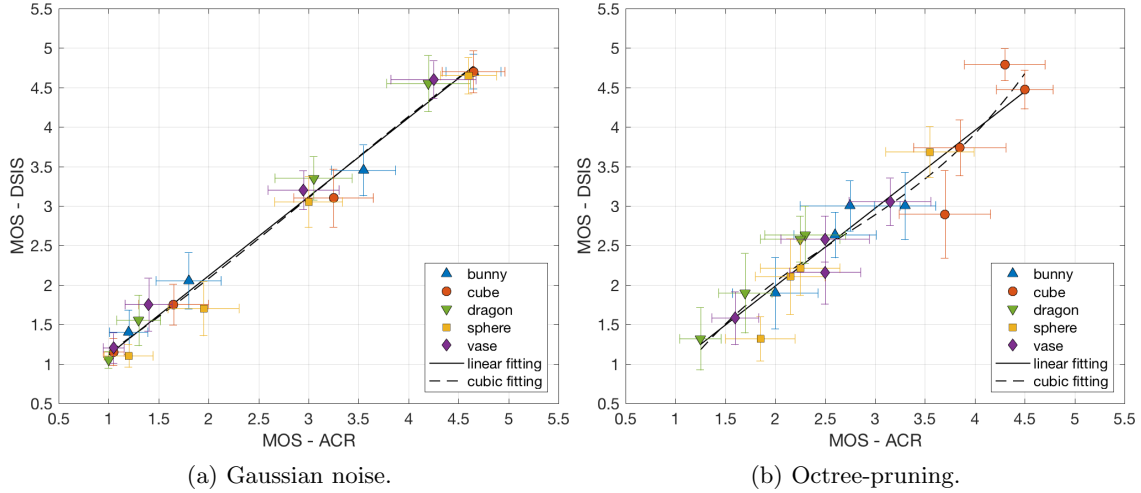 5.5
5
4.5
4
3.5
3
2.5
2
1.5
1
0.5
MOS - DSIS
bunny
cube
dragon
sphere
vase
linear fitting
cubic fitting
0.5 1 1.5 2 2.5 3 3.5 4 4.5 5 5.5
MOS - ACR
(a) Gaussian noise.
5.5
5
4.5
4
3.5
3
2.5
2
1.5
1
0.5
MOS - DSIS
bunny
cube
dragon
sphere
vase
linear fitting
cubic fitting
0.5 1 1.5 2 2.5 3 3.5 4 4.5 5 5.5
MOS - ACR
(b) Octree-pruning.